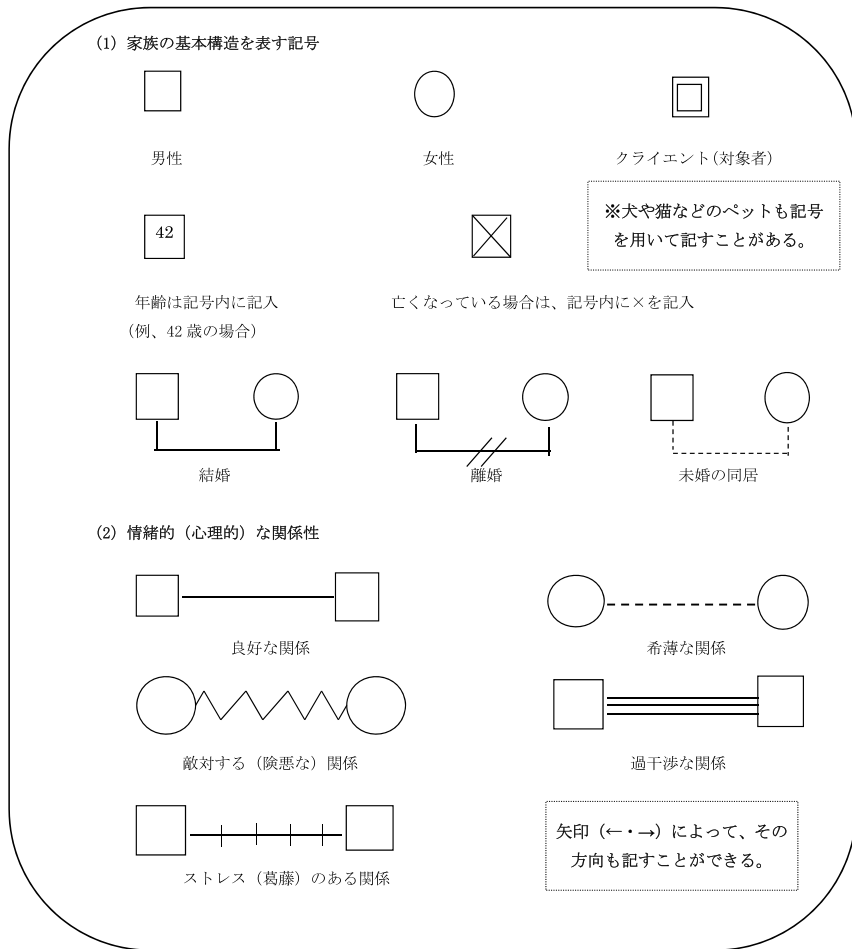 (1) 家族の基本構造を表す記号
男性
女性
クライエント(対象者)
※犬や猫などのペットも記号
を用いて記すことがある。
42
年齢は記号内に記入
(例、42 歳の場合)
亡くなっている場合は、記号内に×を記入
結婚
離婚
未婚の同居
(2) 情緒的（心理的）な関係性
良好な関係
希薄な関係
敵対する（険悪な）関係
過干渉な関係
ストレス（葛藤）のある関係
矢印（←・→）によって、その
方向も記すことができる。